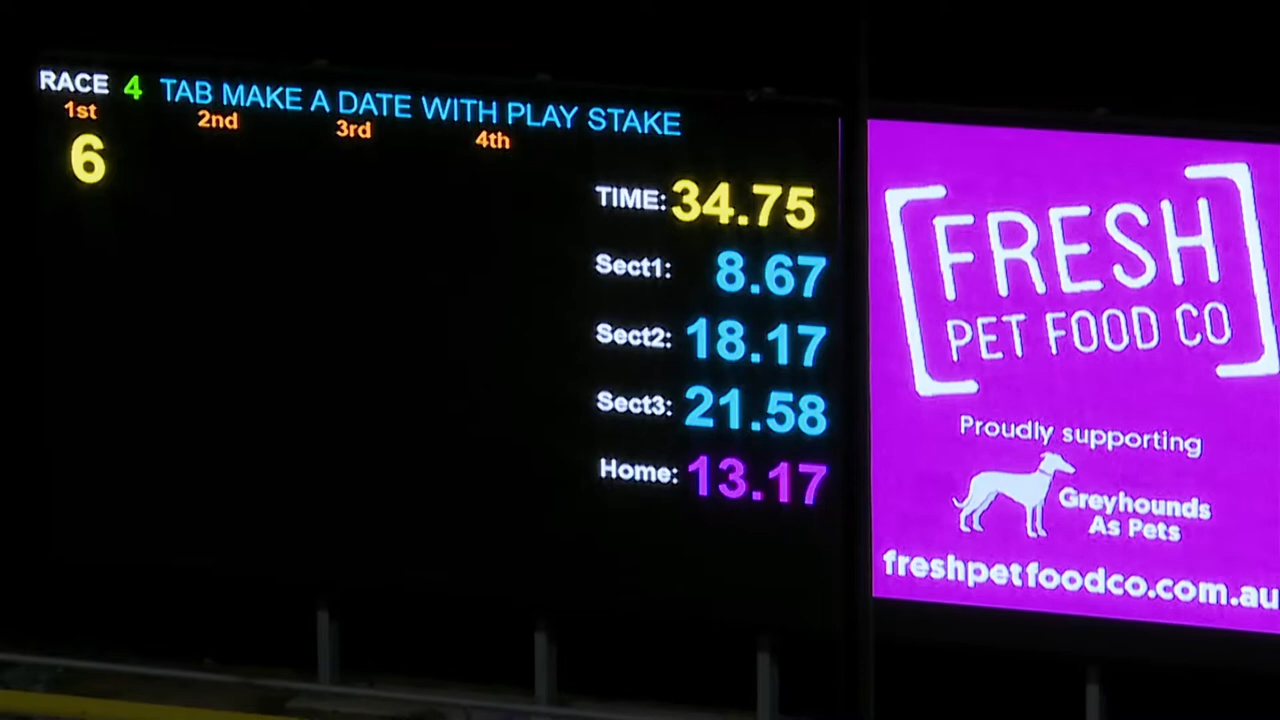 RACE 4 TAB MAKE A DATE WITH PLAY STAKE
1st 2nd 3rd 4th
6
TIME: 34.75
Sect1: 8.67
Sect2: 18.17
Sect3: 21.58
Home: 13.17
FRESH
PET FOOD CO
Proudly supporting
Greyhounds
As Pets
freshpetfoodco.com.au